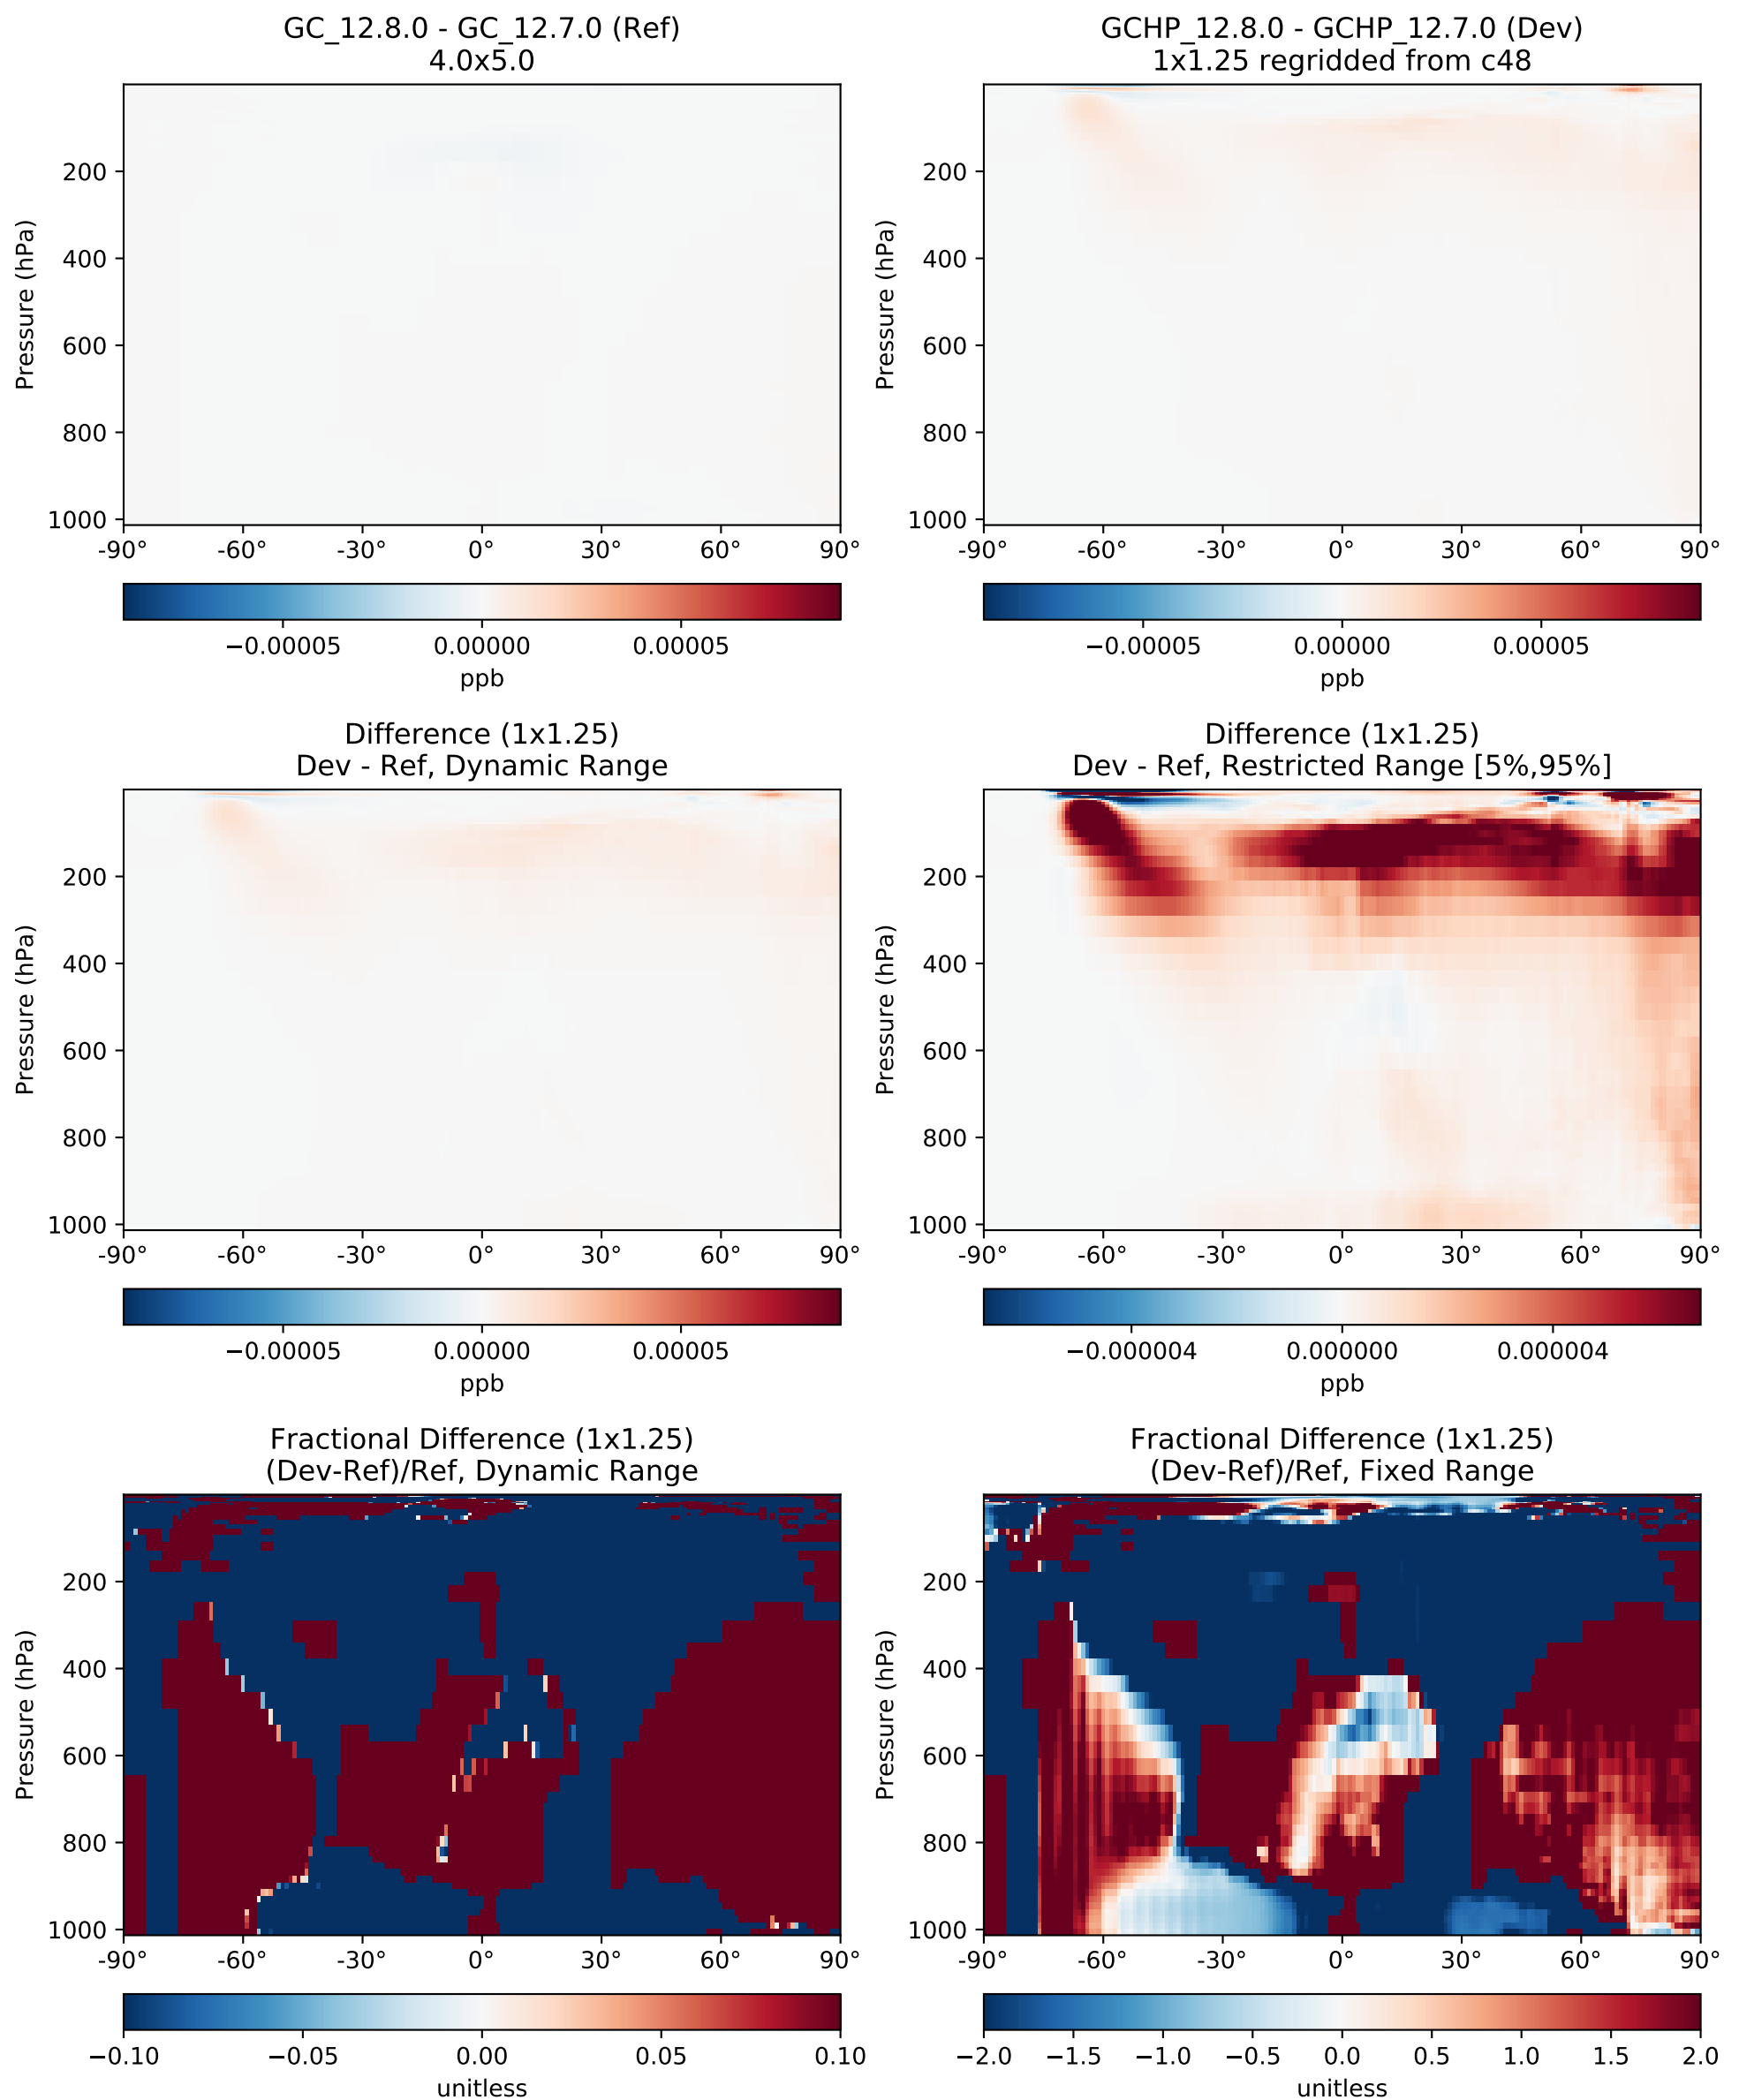 GC_12.8.0 - GC_12.7.0 (Ref)
4.0x5.0
Pressure (hPa)
200
400
600
800
1000
-90° -60° -30° 0° 30° 60° 90°
−0.00005 0.00000 0.00005
ppb
GCHP_12.8.0 - GCHP_12.7.0 (Dev)
1x1.25 regridded from c48
Pressure (hPa)
200
400
600
800
1000
-90° -60° -30° 0° 30° 60° 90°
−0.00005 0.00000 0.00005
ppb
Difference (1x1.25)
Dev - Ref, Dynamic Range
Pressure (hPa)
200
400
600
800
1000
-90° -60° -30° 0° 30° 60° 90°
−0.00005 0.00000 0.00005
ppb
Difference (1x1.25)
Dev - Ref, Restricted Range [5%,95%]
Pressure (hPa)
200
400
600
800
1000
-90° -60° -30° 0° 30° 60° 90°
−0.000004 0.000000 0.000004
ppb
Fractional Difference (1x1.25)
(Dev-Ref)/Ref, Dynamic Range
Pressure (hPa)
200
400
600
800
1000
-90° -60° -30° 0° 30° 60° 90°
−0.10 −0.05 0.00 0.05 0.10
unitless
Fractional Difference (1x1.25)
(Dev-Ref)/Ref, Fixed Range
Pressure (hPa)
200
400
600
800
1000
-90° -60° -30° 0° 30° 60° 90°
−2.0 −1.5 −1.0 −0.5 0.0 0.5 1.0 1.5 2.0
unitless